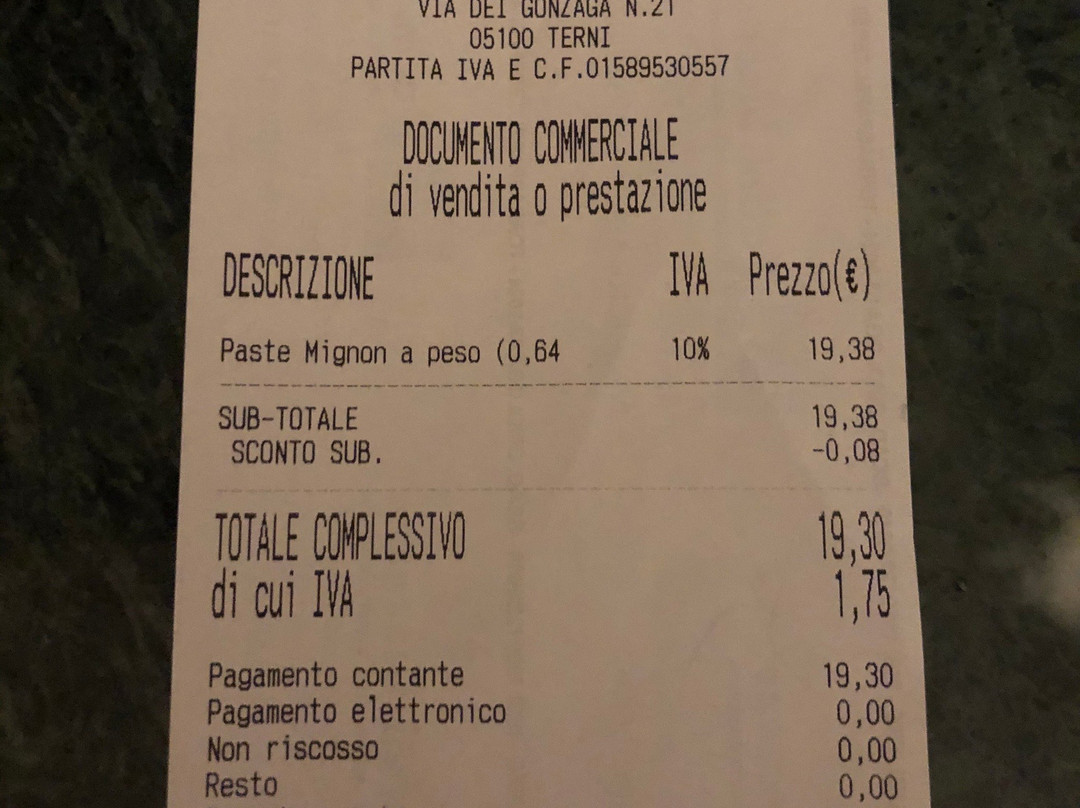 VIA DEI GONZAGA N.21
05100 TERNI
PARTITA IVA E C.F.01589530557
DOCUMENTO COMMERCIALE
di vendita o prestazione
DESCRIZIONE IVA Prezzo(€)
Paste Mignon a peso (0,64 10% 19,38
SUB-TOTALE 19,38
SCONTO SUB. -0,08
TOTALE COMPLESSIVO 19,30
di cui IVA 1,75
Pagamento contante 19,30
Pagamento elettronico 0,00
Non riscosso 0,00
Resto 0,00